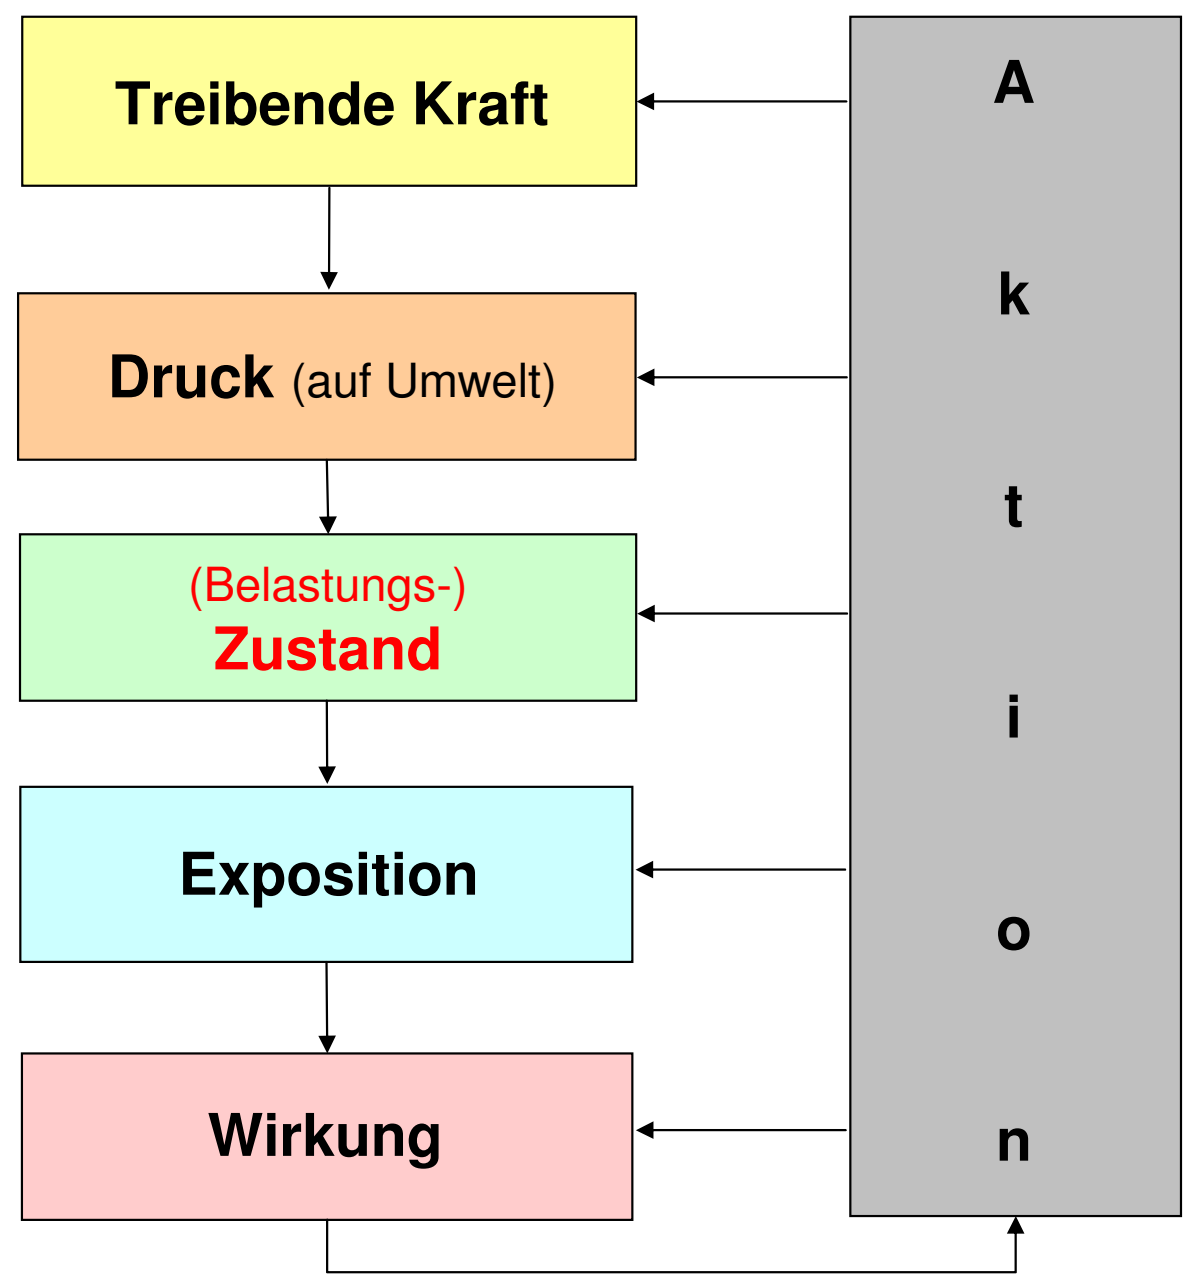 Treibende Kraft
Druck (auf Umwelt)
(Belastungs-)
Zustand
Exposition
Wirkung
A
k
t
i
o
n